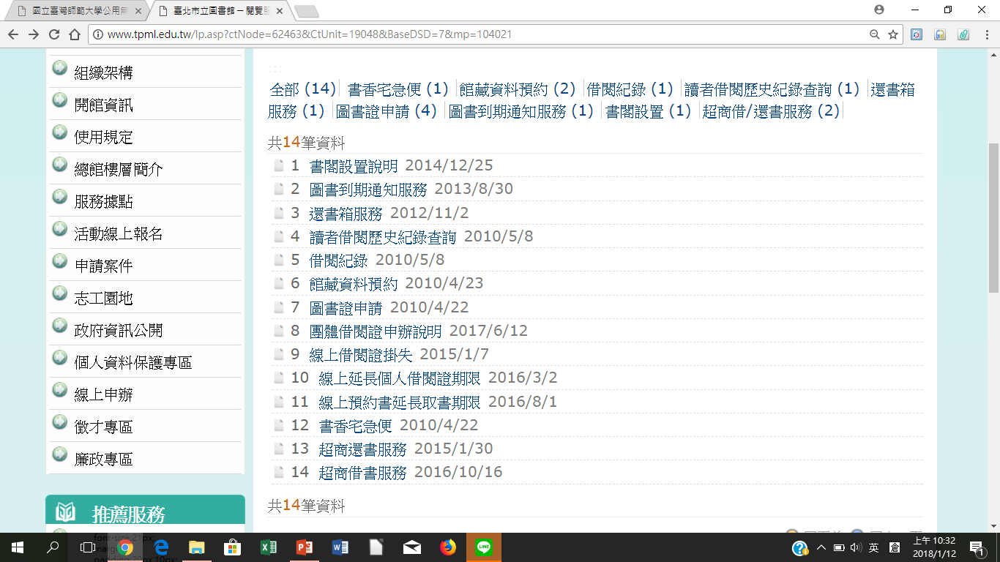 國立臺灣師範大學公用無
臺北市立圖書館－閱覽服
www.tpml.edu.tw/lp.asp?ctNode=62463&CtUnit=19048&BaseDSD=7&mp=104021
組織架構
開館資訊
使用規定
總館樓層簡介
服務據點
活動線上報名
申請案件
志工園地
政府資訊公開
個人資料保護專區
線上申辦
徵才專區
廉政專區
推薦服務
:::
全部 (14) 書香宅急便 (1) 館藏資料預約 (2) 借閱紀錄 (1) 讀者借閱歷史紀錄查詢 (1) 還書箱
服務 (1) 圖書證申請 (4) 圖書到期通知服務 (1) 書閣設置 (1) 超商借/還書服務 (2)
共14筆資料
1 書閣設置說明 2014/12/25
2 圖書到期通知服務 2013/8/30
3 還書箱服務 2012/11/2
4 讀者借閱歷史紀錄查詢 2010/5/8
5 借閱紀錄 2010/5/8
6 館藏資料預約 2010/4/23
7 圖書證申請 2010/4/22
8 團體借閱證申辦說明 2017/6/12
9 線上借閱證掛失 2015/1/7
10 線上延長個人借閱證期限 2016/3/2
11 線上預約書延長取書期限 2016/8/1
12 書香宅急便 2010/4/22
13 超商還書服務 2015/1/30
14 超商借書服務 2016/10/16
共14筆資料
font-size:21px;
英
倉
上午 10:32
2018/1/12
1
LINE